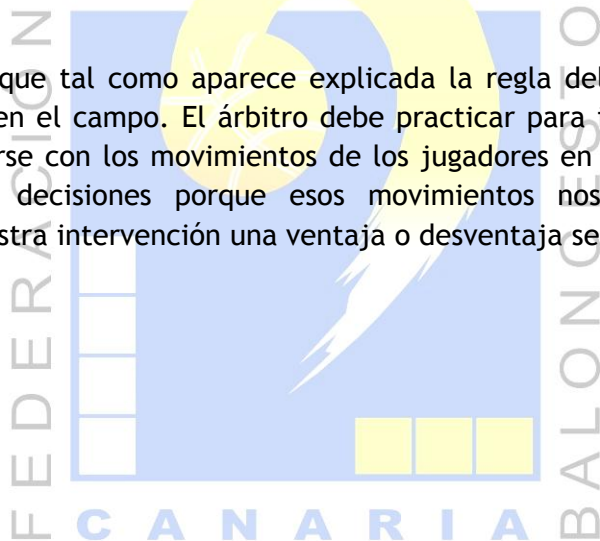 que tal como aparece explicada la regla del
en el campo. El árbitro debe practicar para
rse con los movimientos de los jugadores en
decisiones porque esos movimientos nos
stra intervención una ventaja o desventaja se
FEDERACIÓN
CANARIA
BALONCESTO